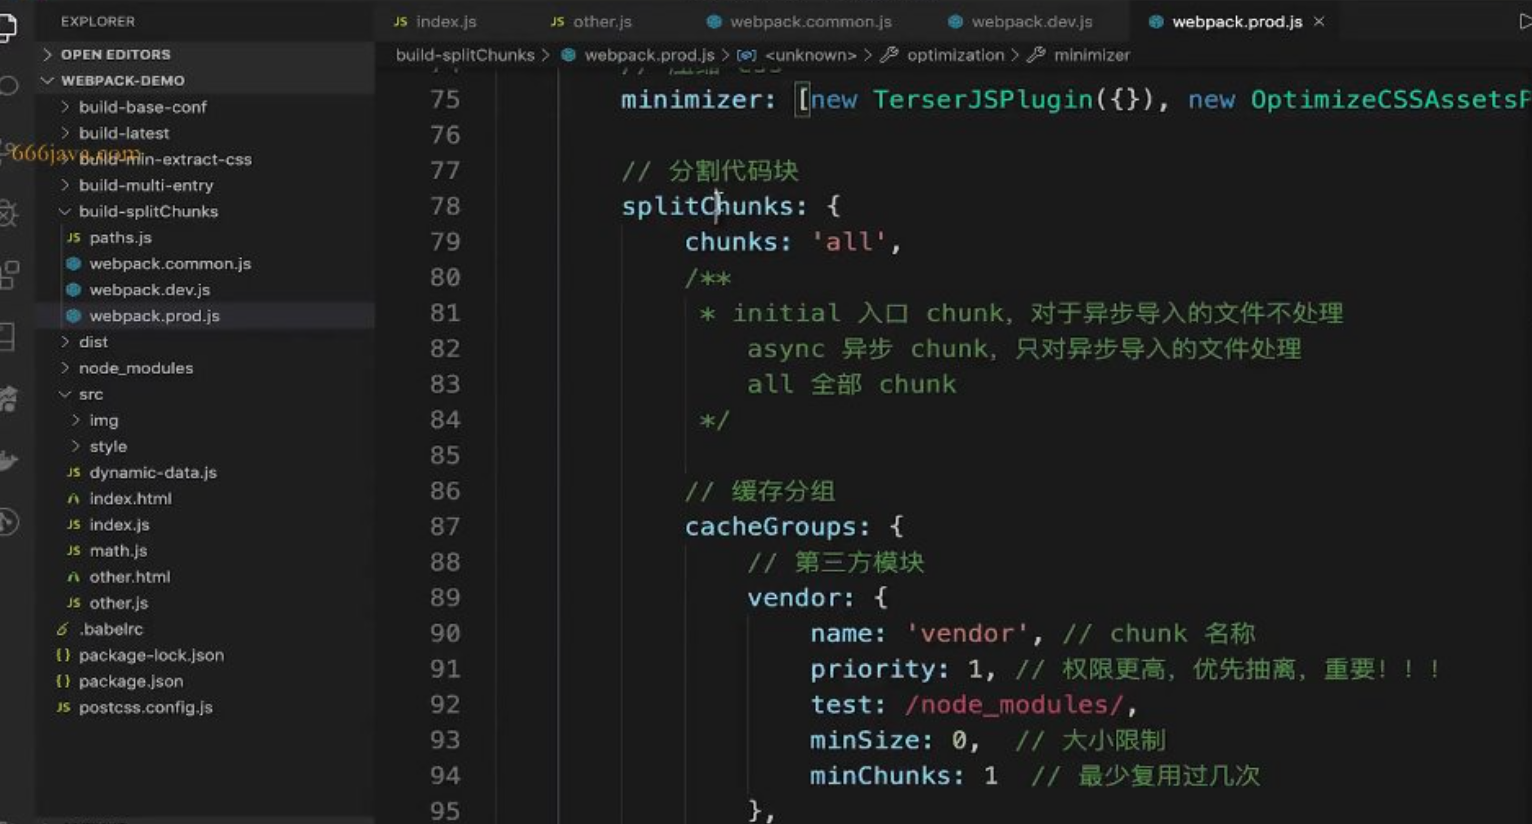 EXPLORER
OPEN EDITORS
WEBPACK-DEMO
build-base-conf
build-latest
666java.com
build-min-extract-css
build-multi-entry
build-splitChunks
JS paths.js
webpack.common.js
webpack.dev.js
webpack.prod.js
dist
node_modules
src
img
style
JS dynamic-data.js
index.html
JS index.js
JS math.js
other.html
JS other.js
.babelrc
{} package-lock.json
{} package.json
JS postcss.config.js
JS index.js JS other.js webpack.common.js webpack.dev.js webpack.prod.js ×
build-splitChunks > webpack.prod.js > <unknown> > optimization > minimizer
75 minimizer: [new TerserJSPlugin({}), new OptimizeCSSAssetsP
76
77 // 分割代码块
78 splitChunks: {
79 chunks: 'all',
80 /**
81 * initial 入口 chunk，对于异步导入的文件不处理
82 async 异步 chunk，只对异步导入的文件处理
83 all 全部 chunk
84 */
85
86 // 缓存分组
87 cacheGroups: {
88 // 第三方模块
89 vendor: {
90 name: 'vendor', // chunk 名称
91 priority: 1, // 权限更高，优先抽离，重要！！！
92 test: /node_modules/,
93 minSize: 0, // 大小限制
94 minChunks: 1 // 最少复用过几次
95 },